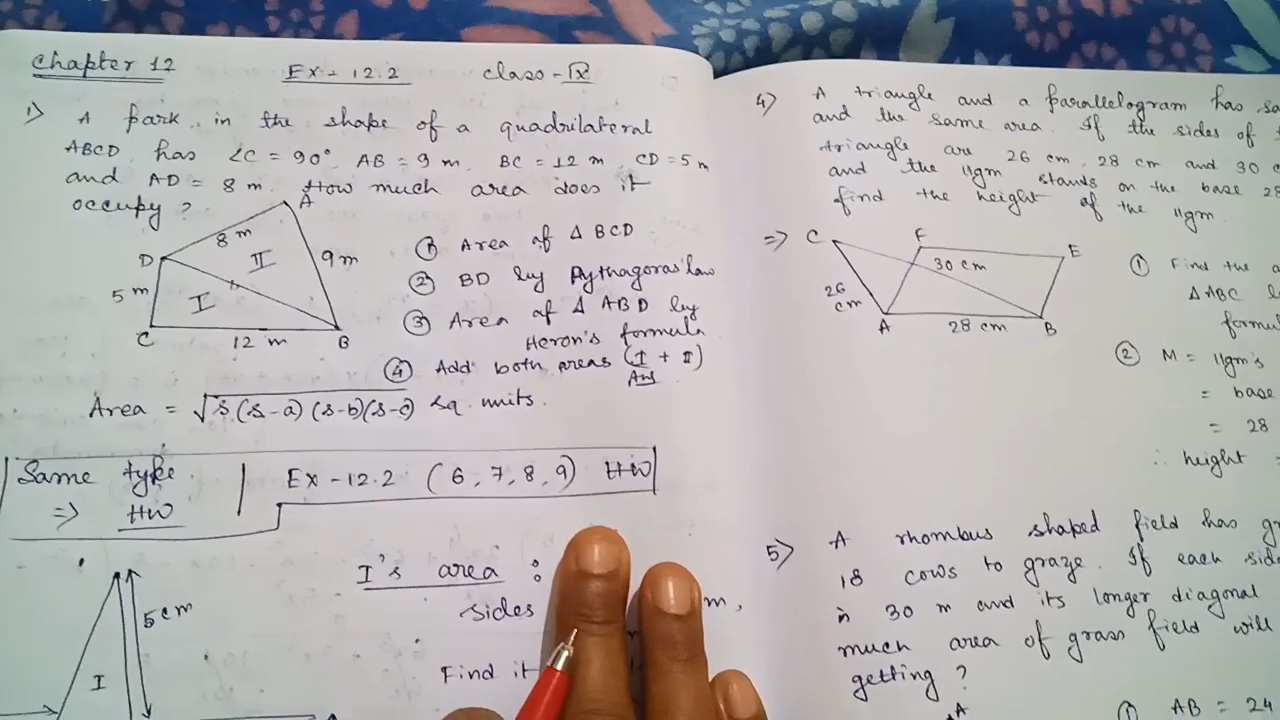 Chapter 12
Ex - 12.2 class - IX
1) A park in the shape of a quadrilateral
ABCD has ∠C = 90°, AB = 9 m, BC = 12 m, CD = 5 m
and AD = 8 m. How much area does it
occupy?
A
8 m
D
II
9 m
5 m
I
C
12 m
B
① Area of Δ BCD
② BD by Pythagoras' law
③ Area of Δ ABD by
Heron's formula
④ Add both areas (I + II)
Ans
Area = √s(s-a)(s-b)(s-c) sq. units.
Same type
=> HW
Ex - 12.2 (6, 7, 8, 9) HW
5 cm
I
I's area :
sides
m,
Find it
4) A triangle and a parallelogram has
and the same area. If the sides of
triangle are 26 cm, 28 cm and 30
and the ||gm stands on the base
find the height of the ||gm.
=>
C
F
E
30 cm
26
cm
A
28 cm
B
① Find the
ΔABC
② M = ||gm's
= base
= 28
∴ height =
5) A rhombus shaped field has
18 cows to graze. If each
is 30 m and its longer diagonal
much area of grass field will
getting?
A
① AB = 24